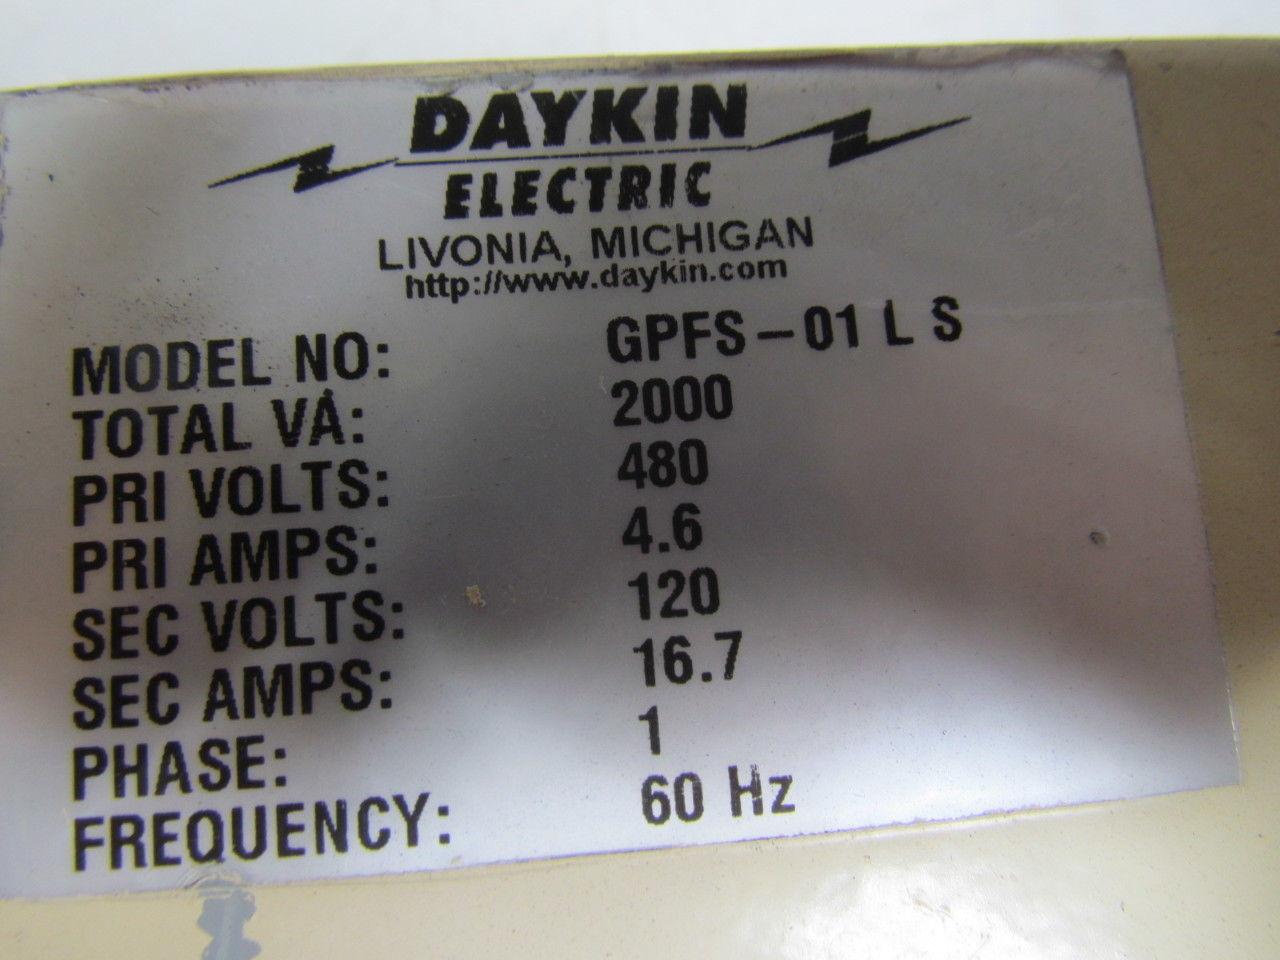 DAYKIN
ELECTRIC
LIVONIA, MICHIGAN
http://www.daykin.com
MODEL NO: GPFS-01 L S
TOTAL VA: 2000
PRI VOLTS: 480
PRI AMPS: 4.6
SEC VOLTS: 120
SEC AMPS: 16.7
PHASE: 1
FREQUENCY: 60 Hz